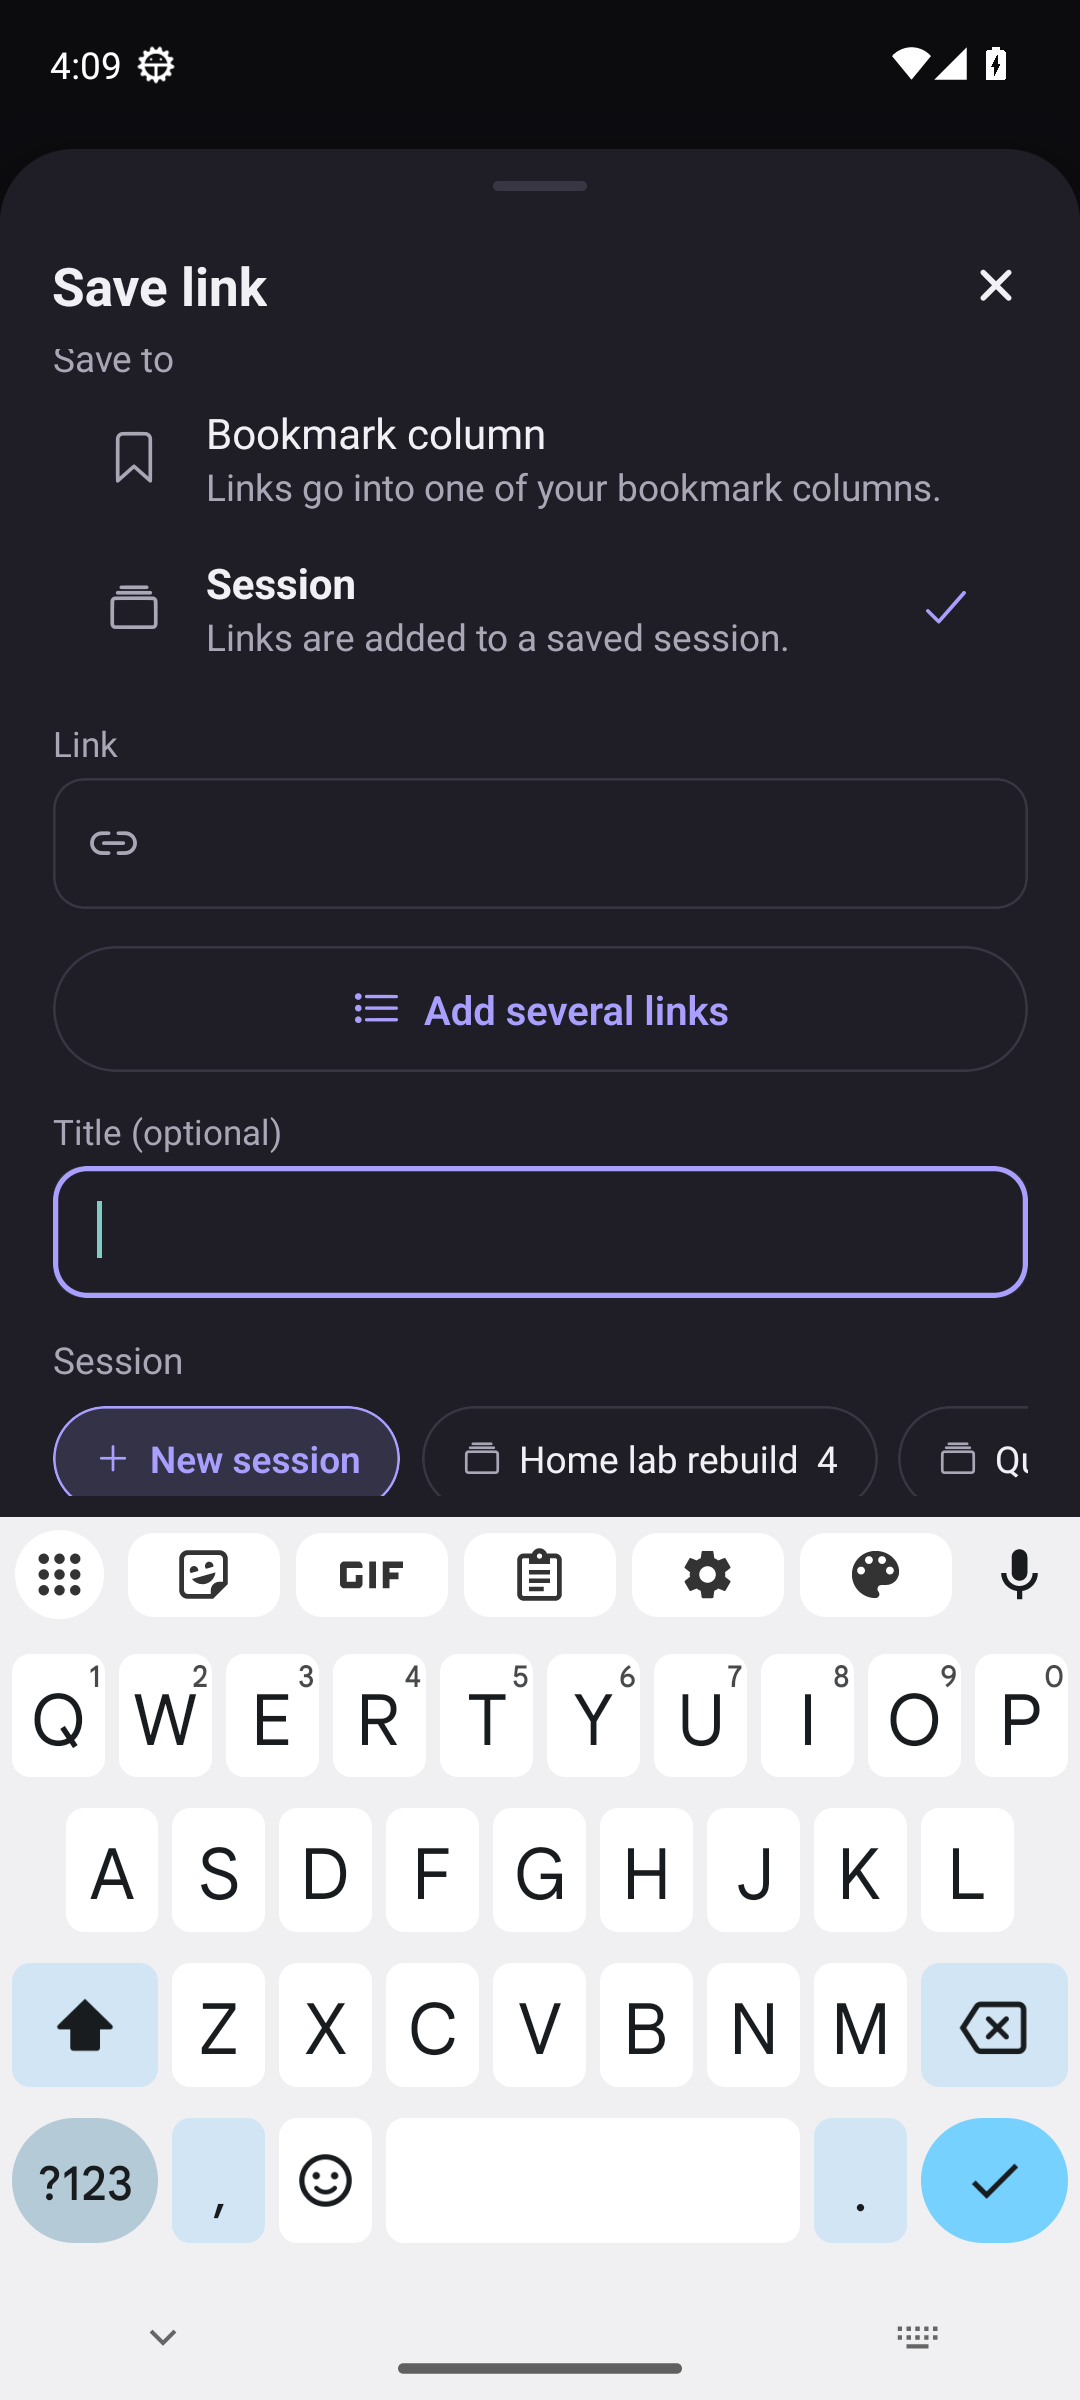 4:09
Save link
Save to
Bookmark column
Links go into one of your bookmark columns.
Session
Links are added to a saved session.
Link
Add several links
Title (optional)
Session
New session
Home lab rebuild 4
GIF
Q 1 W 2 E 3 R 4 T 5 Y 6 U 7 I 8 O 9 P 0
A S D F G H J K L
Z X C V B N M
?123 , .